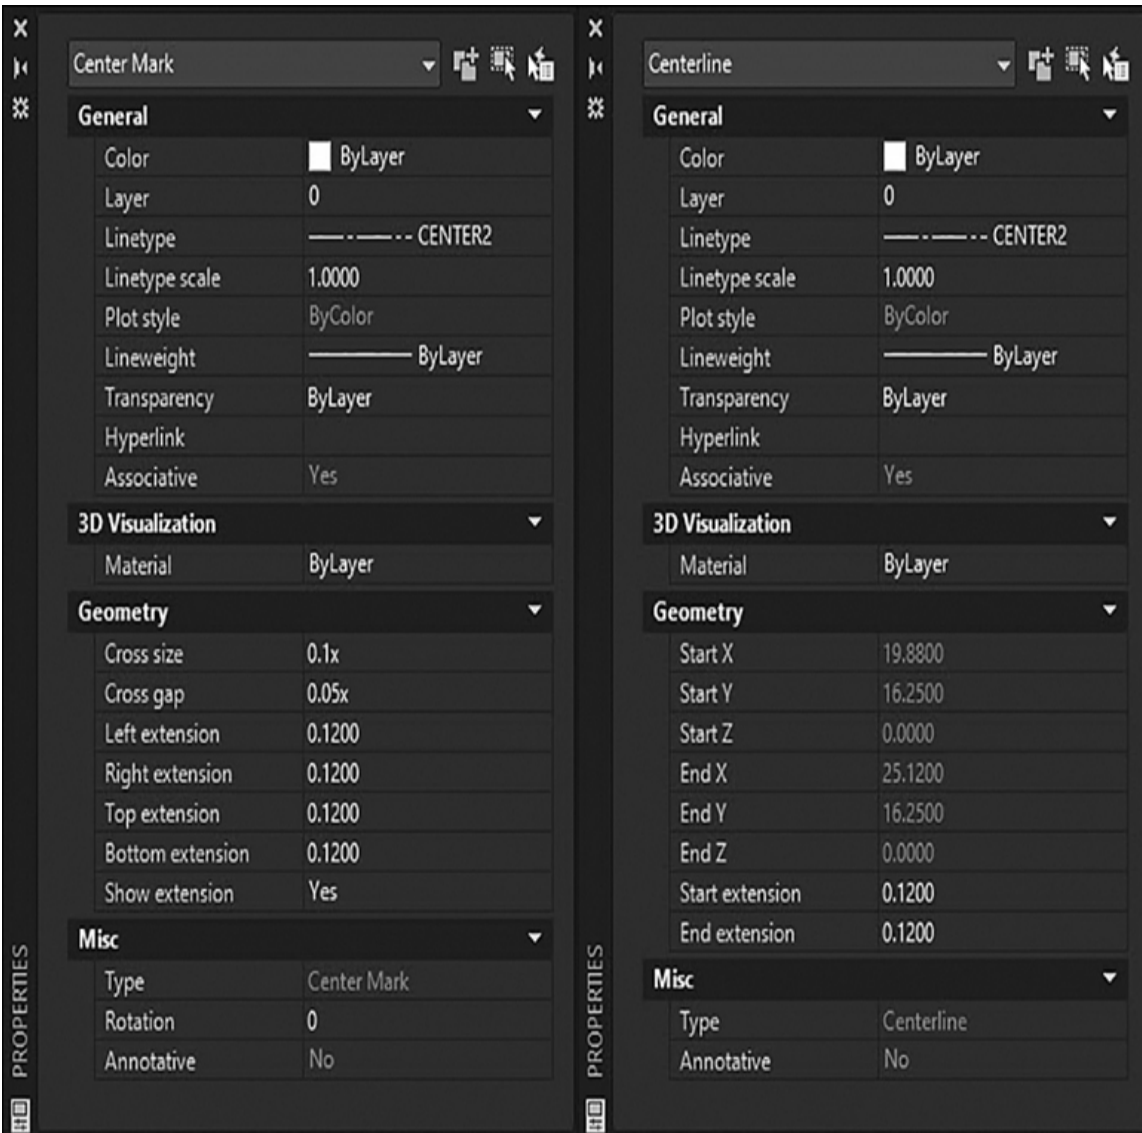 Center Mark
General
Color ByLayer
Layer 0
Linetype CENTER2
Linetype scale 1.0000
Plot style ByColor
Lineweight ByLayer
Transparency ByLayer
Hyperlink
Associative Yes
3D Visualization
Material ByLayer
Geometry
Cross size 0.1x
Cross gap 0.05x
Left extension 0.1200
Right extension 0.1200
Top extension 0.1200
Bottom extension 0.1200
Show extension Yes
Misc
Type Center Mark
Rotation 0
Annotative No
PROPERTIES
Centerline
General
Color ByLayer
Layer 0
Linetype CENTER2
Linetype scale 1.0000
Plot style ByColor
Lineweight ByLayer
Transparency ByLayer
Hyperlink
Associative Yes
3D Visualization
Material ByLayer
Geometry
Start X 19.8800
Start Y 16.2500
Start Z 0.0000
End X 25.1200
End Y 16.2500
End Z 0.0000
Start extension 0.1200
End extension 0.1200
Misc
Type Centerline
Annotative No
PROPERTIES